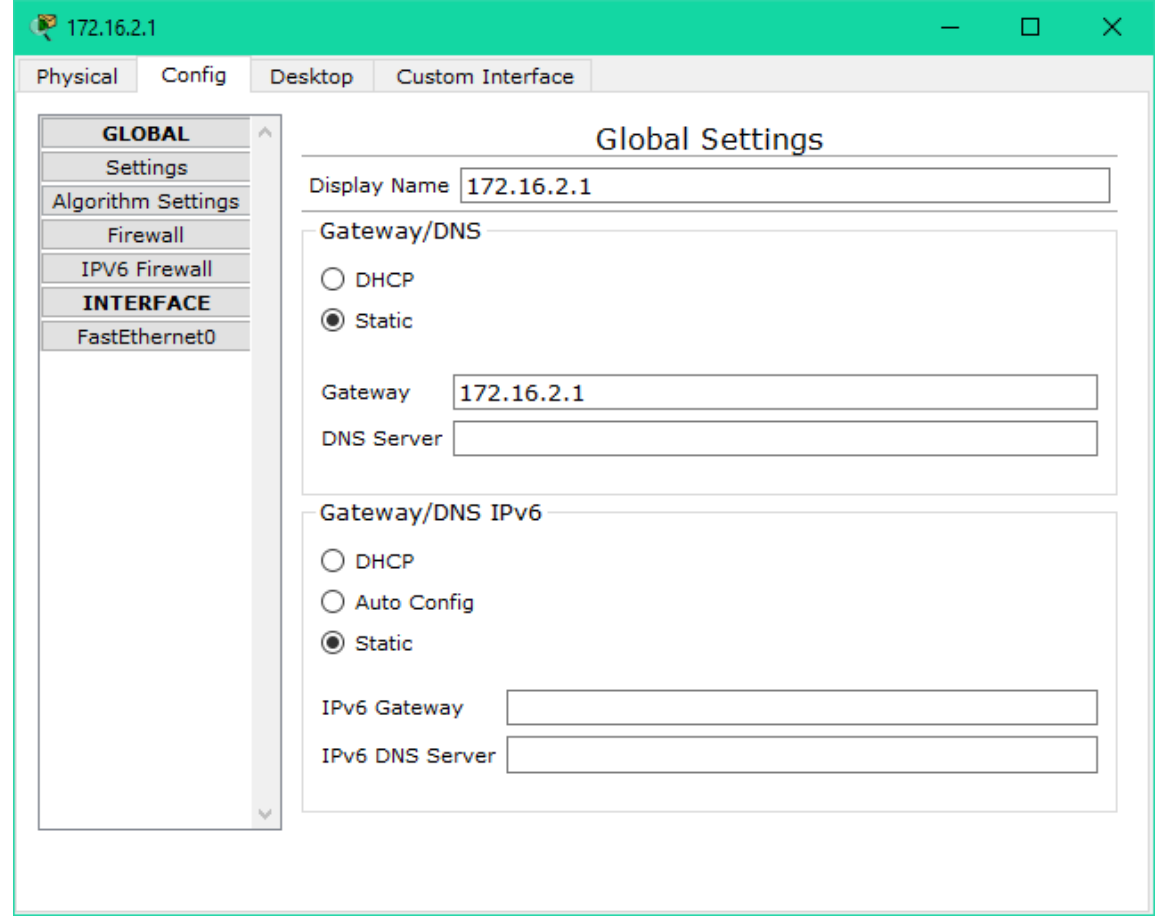 172.16.2.1
Physical Config Desktop Custom Interface
GLOBAL
Settings
Algorithm Settings
Firewall
IPV6 Firewall
INTERFACE
FastEthernet0
Global Settings
Display Name 172.16.2.1
Gateway/DNS
DHCP
Static
Gateway 172.16.2.1
DNS Server
Gateway/DNS IPv6
DHCP
Auto Config
Static
IPv6 Gateway
IPv6 DNS Server